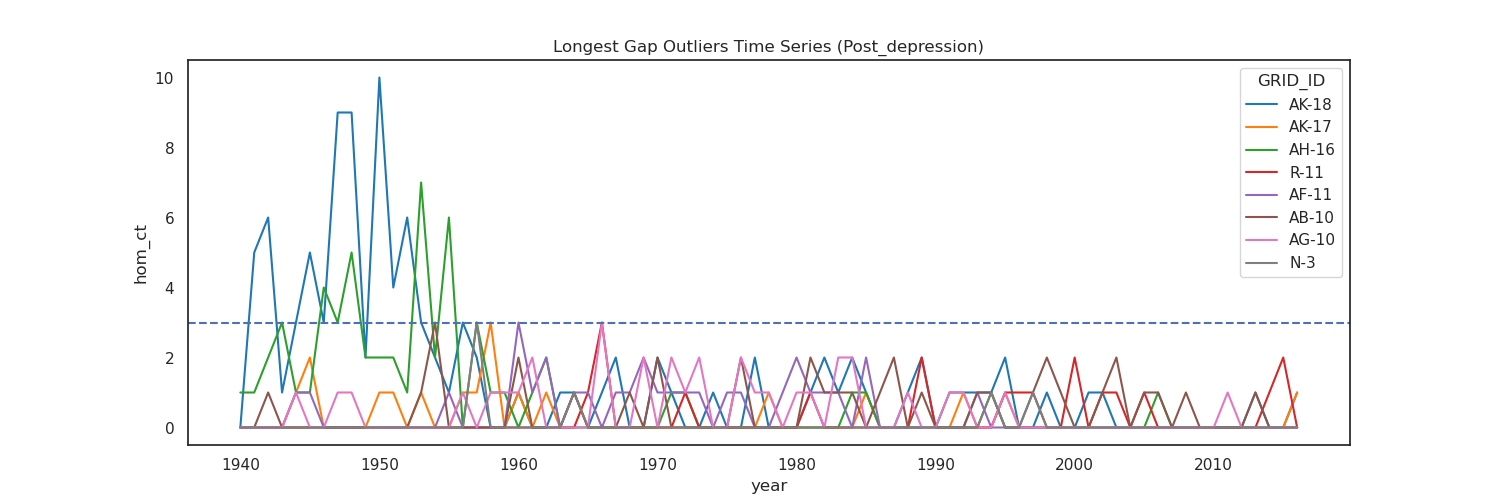 Longest Gap Outliers Time Series (Post_depression)
hom_ct
10
8
6
4
2
0
GRID_ID
AK-18
AK-17
AH-16
R-11
AF-11
AB-10
AG-10
N-3
1940
1950
1960
1970
1980
1990
2000
2010
year